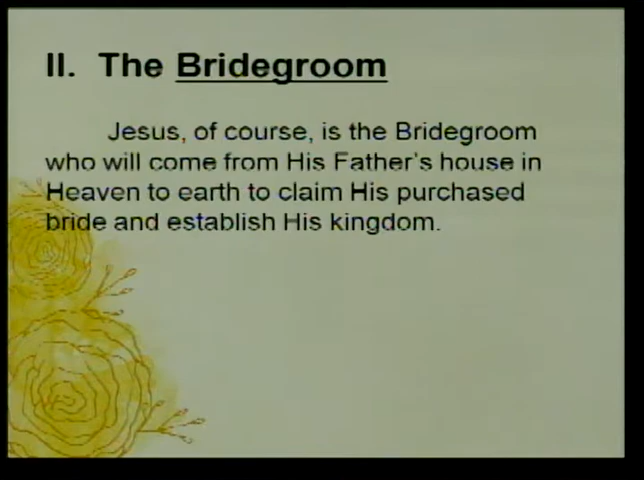 II. The Bridegroom
Jesus, of course, is the Bridegroom
who will come from His Father's house in
Heaven to earth to claim His purchased
bride and establish His kingdom.